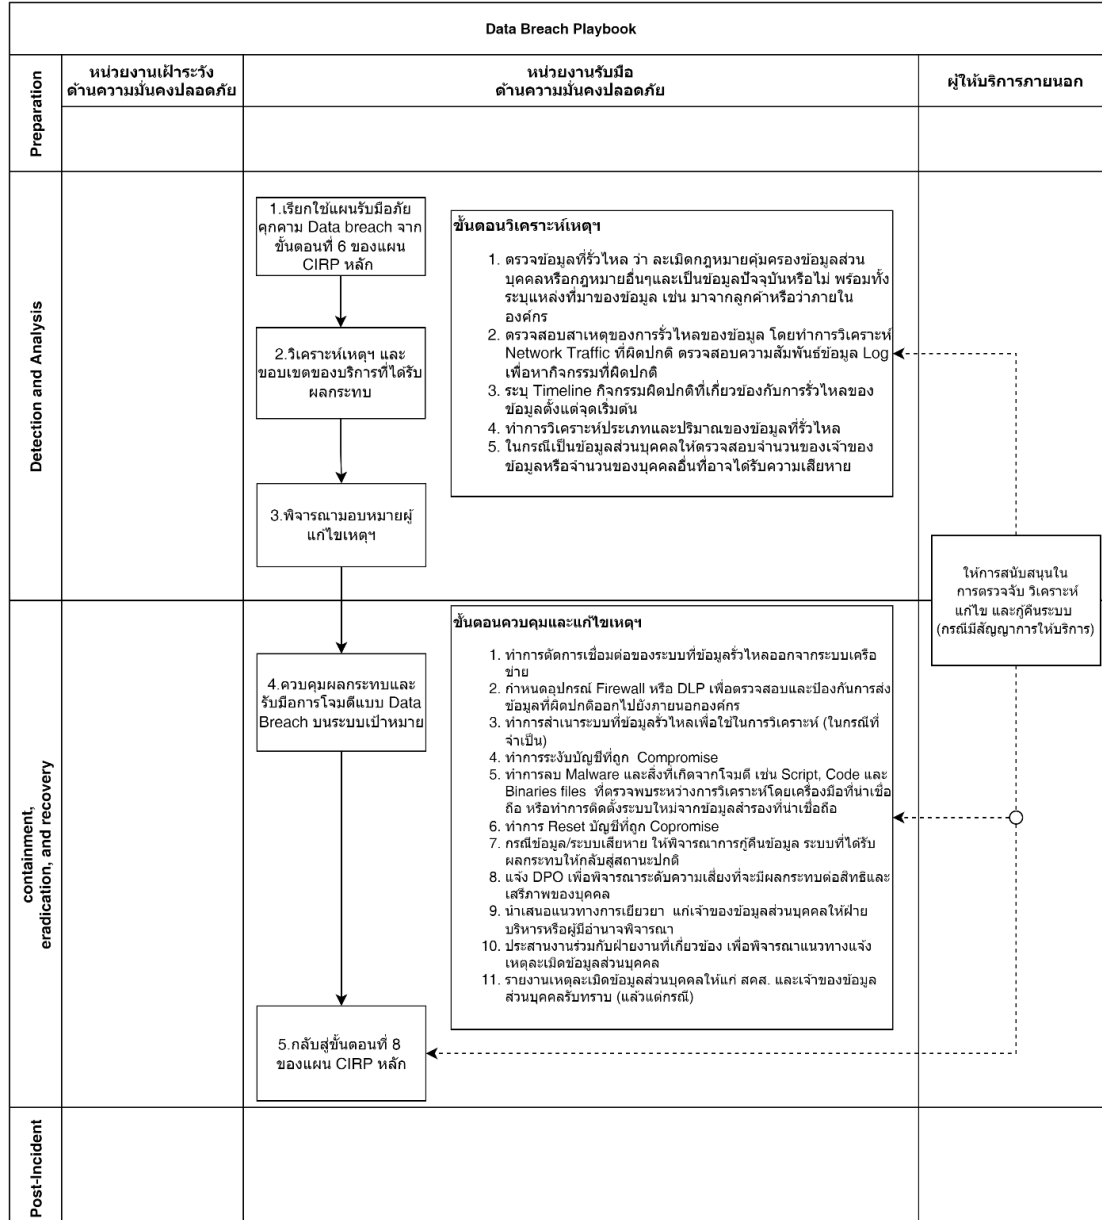 Data Breach Playbook
หน่วยงานเฝ้าระวัง
ด้านความมั่นคงปลอดภัย
หน่วยงานรับมือ
ด้านความมั่นคงปลอดภัย
ผู้ให้บริการภายนอก
Preparation
Detection and Analysis
1.เรียกใช้แผนรับมือภัย
คุกคาม Data breach จาก
ขั้นตอนที่ 6 ของแผน
CIRP หลัก
2.วิเคราะห์เหตุฯ และ
ขอบเขตของบริการที่ได้รับ
ผลกระทบ
3.พิจารณามอบหมายผู้
แก้ไขเหตุฯ
ขั้นตอนวิเคราะห์เหตุฯ
1. ตรวจข้อมูลที่รั่วไหล ว่า ละเมิดกฎหมายคุ้มครองข้อมูลส่วน
บุคคลหรือกฎหมายอื่นๆและเป็นข้อมูลปัจจุบันหรือไม่ พร้อมทั้ง
ระบุแหล่งที่มาของข้อมูล เช่น มาจากลูกค้าหรือว่าภายใน
องค์กร
2. ตรวจสอบสาเหตุของการรั่วไหลของข้อมูล โดยทำการวิเคราะห์
Network Traffic ที่ผิดปกติ ตรวจสอบความสัมพันธ์ข้อมูล Log
เพื่อหากิจกรรมที่ผิดปกติ
3. ระบุ Timeline กิจกรรมผิดปกติที่เกี่ยวข้องกับการรั่วไหลของ
ข้อมูลตั้งแต่จุดเริ่มต้น
4. ทำการวิเคราะห์ประเภทและปริมาณของข้อมูลที่รั่วไหล
5. ในกรณีเป็นข้อมูลส่วนบุคคลให้ตรวจสอบจำนวนของเจ้าของ
ข้อมูลหรือจำนวนของบุคคลอื่นที่อาจได้รับความเสียหาย
ให้การสนับสนุนใน
การตรวจจับ วิเคราะห์
แก้ไข และกู้คืนระบบ
(กรณีมีสัญญาการให้บริการ)
containment,
eradication, and recovery
4.ควบคุมผลกระทบและ
รับมือการโจมตีแบบ Data
Breach บนระบบเป้าหมาย
5.กลับสู่ขั้นตอนที่ 8
ของแผน CIRP หลัก
ขั้นตอนควบคุมและแก้ไขเหตุฯ
1. ทำการตัดการเชื่อมต่อของระบบที่ข้อมูลรั่วไหลออกจากระบบเครือ
ข่าย
2. กำหนดอุปกรณ์ Firewall หรือ DLP เพื่อตรวจสอบและป้องกันการส่ง
ข้อมูลที่ผิดปกติออกไปยังภายนอกองค์กร
3. ทำการสำเนาระบบที่ข้อมูลรั่วไหลเพื่อใช้ในการวิเคราะห์ (ในกรณีที่
จำเป็น)
4. ทำการระงับบัญชีที่ถูก Compromise
5. ทำการลบ Malware และสิ่งที่เกิดจากโจมตี เช่น Script, Code และ
Binaries files ที่ตรวจพบระหว่างการวิเคราะห์โดยเครื่องมือที่น่าเชื่อ
ถือ หรือทำการติดตั้งระบบใหม่จากข้อมูลสำรองที่น่าเชื่อถือ
6. ทำการ Reset บัญชีที่ถูก Copromise
7. กรณีข้อมูล/ระบบเสียหาย ให้พิจารณาการกู้คืนข้อมูล ระบบที่ได้รับ
ผลกระทบให้กลับสู่สถานะปกติ
8. แจ้ง DPO เพื่อพิจารณาระดับความเสี่ยงที่จะมีผลกระทบต่อสิทธิและ
เสรีภาพของบุคคล
9. นำเสนอแนวทางการเยียวยา แก่เจ้าของข้อมูลส่วนบุคคลให้ฝ่าย
บริหารหรือผู้มีอำนาจพิจารณา
10. ประสานงานร่วมกับฝ่ายงานที่เกี่ยวข้อง เพื่อพิจารณาแนวทางแจ้ง
เหตุละเมิดข้อมูลส่วนบุคคล
11. รายงานเหตุละเมิดข้อมูลส่วนบุคคลให้แก่ สคส. และเจ้าของข้อมูล
ส่วนบุคคลรับทราบ (แล้วแต่กรณี)
Post-Incident